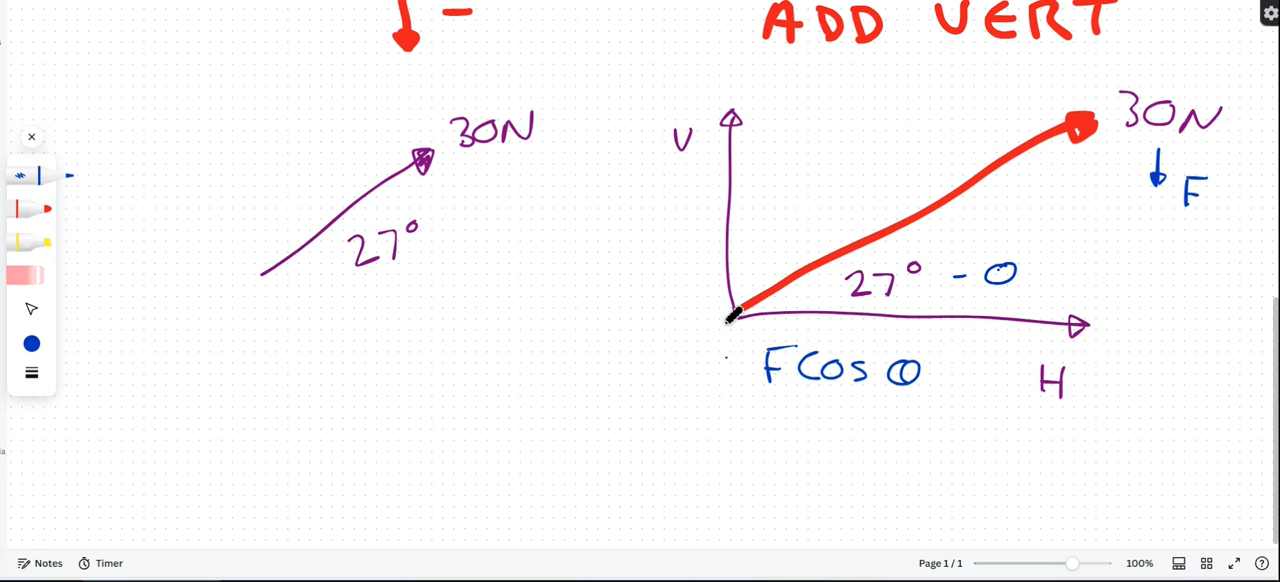 -
ADD VERT
30N
27°
V
30N
F
27° - θ
F cos θ
H
Notes
Timer
Page 1 / 1
100%